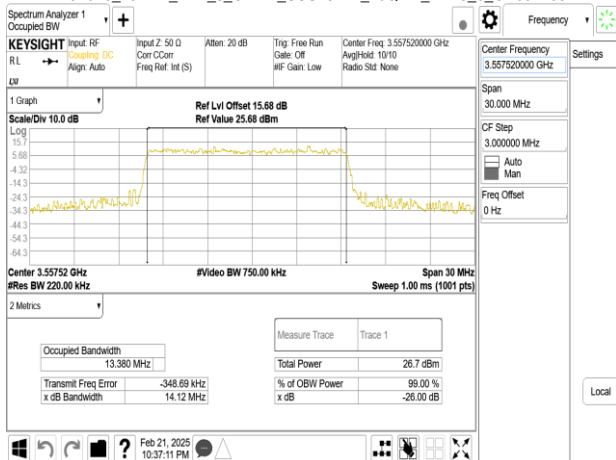 Spectrum Analyzer 1
Occupied BW
+
Frequency
KEYSIGHT
RL
LXI
Input: RF
Coupling: DC
Align: Auto
Input Z: 50 Ω
Corr CCorr
Freq Ref: Int (S)
Atten: 20 dB
Trig: Free Run
Gate: Off
#IF Gain: Low
Center Freq: 3.557520000 GHz
Avg|Hold: 10/10
Radio Std: None
Center Frequency
3.557520000 GHz
Settings
Span
30.000 MHz
CF Step
3.000000 MHz
Auto
Man
Freq Offset
0 Hz
Local
1 Graph
Scale/Div 10.0 dB
Ref Lvl Offset 15.68 dB
Ref Value 25.68 dBm
Log
15.7
5.68
-4.32
-14.3
-24.3
-34.3
-44.3
-54.3
-64.3
Center 3.55752 GHz
#Res BW 220.00 kHz
#Video BW 750.00 kHz
Span 30 MHz
Sweep 1.00 ms (1001 pts)
2 Metrics
Measure Trace
Trace 1
Occupied Bandwidth
13.380 MHz
Total Power
26.7 dBm
Transmit Freq Error
-348.69 kHz
% of OBW Power
99.00 %
x dB Bandwidth
14.12 MHz
x dB
-26.00 dB
?
Feb 21, 2025
10:37:11 PM